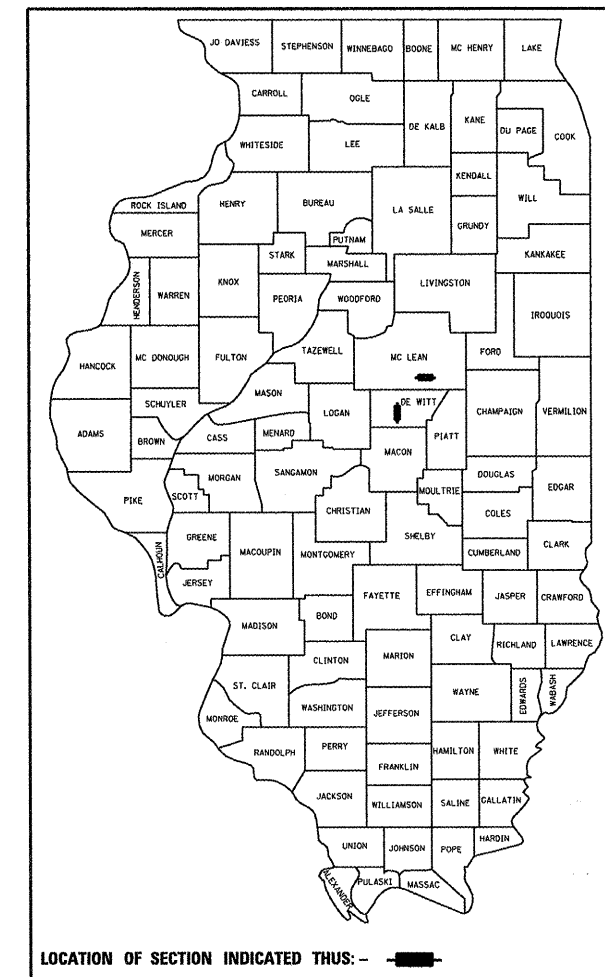 JO DAVIESS
STEPHENSON
WINNEBAGO
BOONE
MC HENRY
LAKE
CARROLL
OGLE
DE KALB
KANE
DU PAGE
COOK
WHITESIDE
LEE
KENDALL
WILL
ROCK ISLAND
HENRY
BUREAU
LA SALLE
GRUNDY
MERCER
PUTNAM
STARK
MARSHALL
KANKAKEE
HENDERSON
WARREN
KNOX
PEORIA
WOODFORD
LIVINGSTON
IROQUOIS
HANCOCK
MC DONOUGH
FULTON
TAZEWELL
MC LEAN
FORD
SCHUYLER
MASON
LOGAN
DE WITT
CHAMPAIGN
VERMILION
ADAMS
BROWN
CASS
MENARD
MACON
PIATT
PIKE
SCOTT
MORGAN
SANGAMON
CHRISTIAN
MOULTRIE
DOUGLAS
COLES
EDGAR
CALHOUN
GREENE
MACOUPIN
MONTGOMERY
SHELBY
CUMBERLAND
CLARK
JERSEY
FAYETTE
EFFINGHAM
JASPER
CRAWFORD
MADISON
BOND
CLAY
RICHLAND
LAWRENCE
CLINTON
MARION
ST. CLAIR
WAYNE
EDWARDS
WABASH
MONROE
WASHINGTON
JEFFERSON
RANDOLPH
PERRY
HAMILTON
WHITE
FRANKLIN
JACKSON
WILLIAMSON
SALINE
GALLATIN
UNION
JOHNSON
POPE
HARDIN
ALEXANDER
PULASKI
MASSAC
LOCATION OF SECTION INDICATED THUS: -